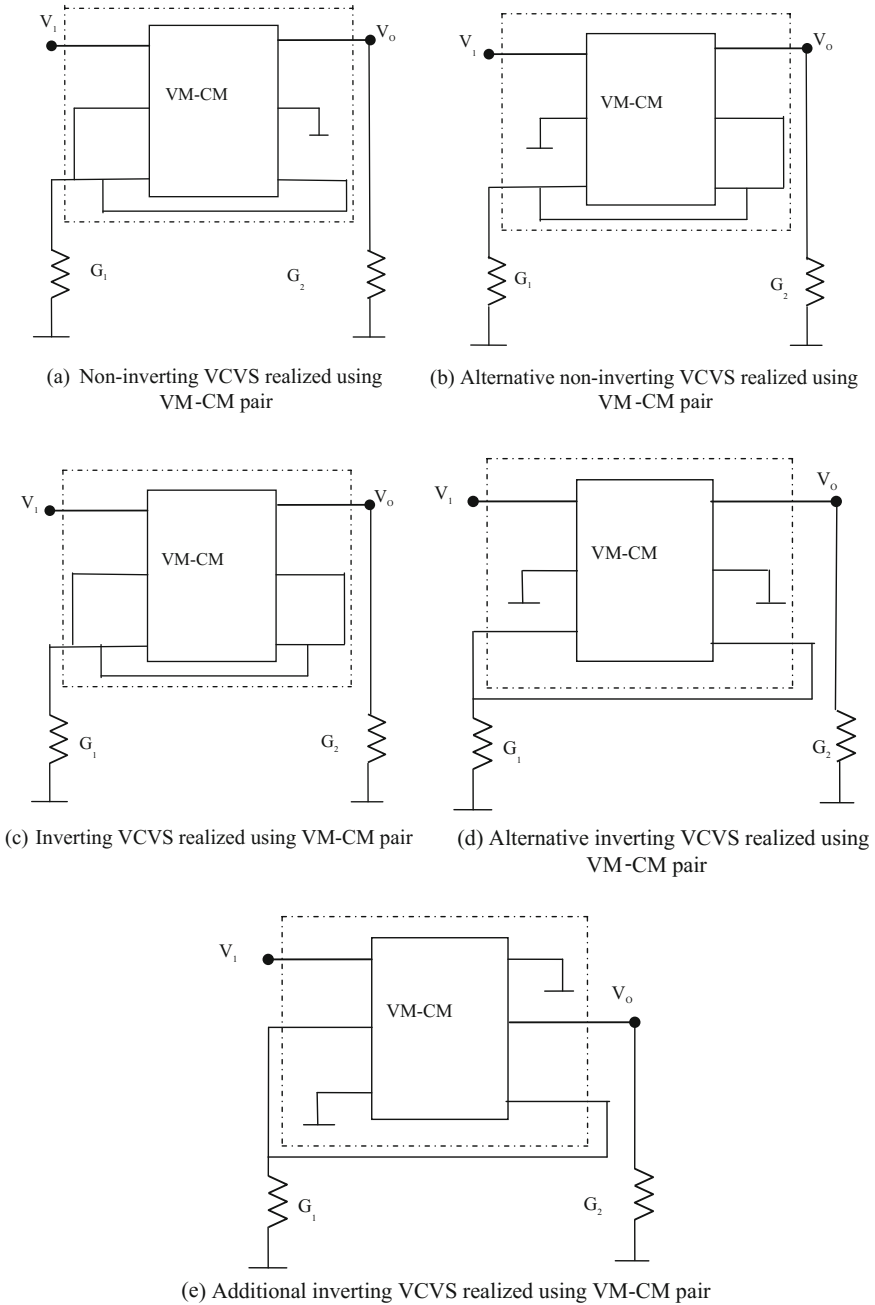 V₁
VM-CM
Vₒ
G₁
G₂
(a) Non-inverting VCVS realized using
VM-CM pair
V₁
VM-CM
Vₒ
G₁
G₂
(b) Alternative non-inverting VCVS realized using
VM-CM pair
V₁
VM-CM
Vₒ
G₁
G₂
(c) Inverting VCVS realized using VM-CM pair
V₁
VM-CM
Vₒ
G₁
G₂
(d) Alternative inverting VCVS realized using
VM-CM pair
V₁
VM-CM
Vₒ
G₁
G₂
(e) Additional inverting VCVS realized using VM-CM pair